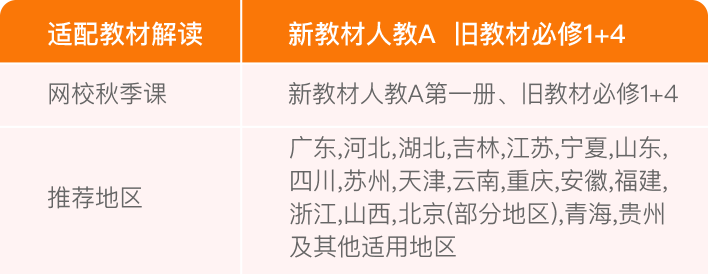 适配教材解读 新教材人教A 旧教材必修1+4
网校秋季课 新教材人教A第一册、旧教材必修1+4
推荐地区
广东,河北,湖北,吉林,江苏,宁夏,山东,
四川,苏州,天津,云南,重庆,安徽,福建,
浙江,山西,北京(部分地区),青海,贵州
及其他适用地区